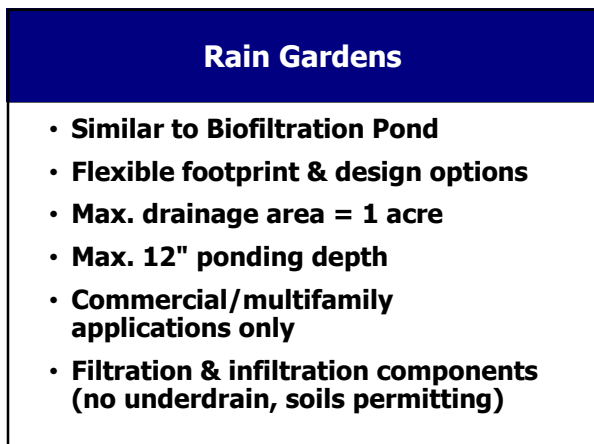 Rain Gardens
• Similar to Biofiltration Pond
• Flexible footprint & design options
• Max. drainage area = 1 acre
• Max. 12" ponding depth
• Commercial/multifamily
applications only
• Filtration & infiltration components
(no underdrain, soils permitting)